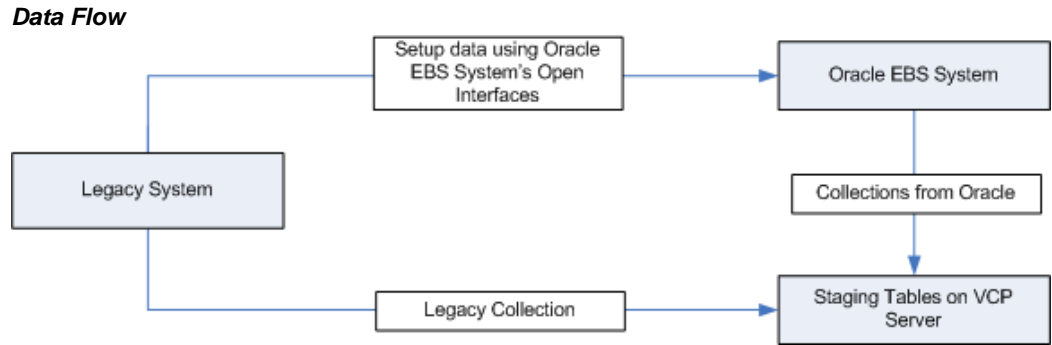 Data Flow
Setup data using Oracle
EBS System's Open
Interfaces
Oracle EBS System
Legacy System
Collections from Oracle
Legacy Collection
Staging Tables on VCP
Server